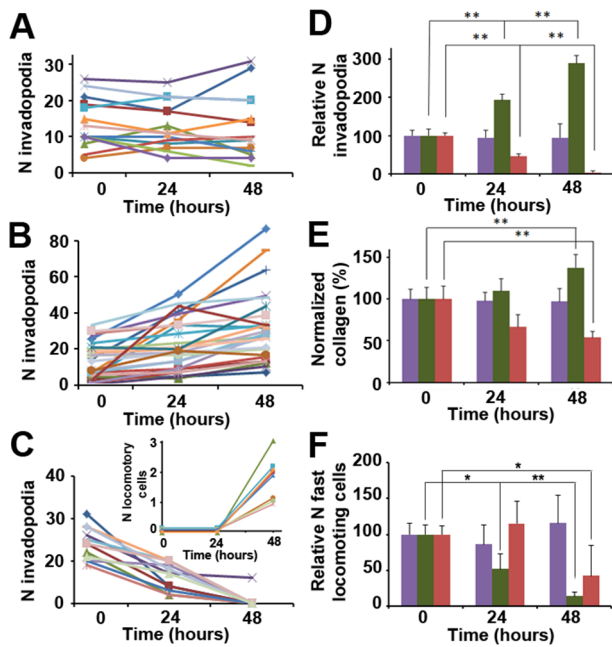 A
N invadopodia
30
20
10
0
0 24 48
Time (hours)
B
N invadopodia
80
60
40
20
0
0 24 48
Time (hours)
C
N invadopodia
40
30
20
10
0
0 24 48
Time (hours)
N locomotory
cells
3
2
1
0
0 24 48
Time (hours)
D
Relative N
invadopodia
300
200
100
0
** **
** **
0 24 48
Time (hours)
E
Normalized
collagen (%)
150
100
50
0
**
**
0 24 48
Time (hours)
F
Relative N fast
locomoting cells
200
150
100
50
0
*
* **
0 24 48
Time (hours)